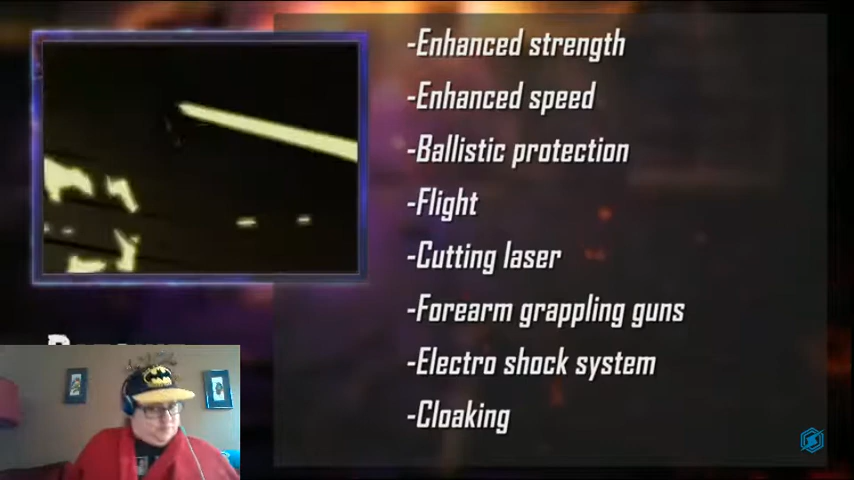 -Enhanced strength
-Enhanced speed
-Ballistic protection
-Flight
-Cutting laser
-Forearm grappling guns
-Electro shock system
-Cloaking